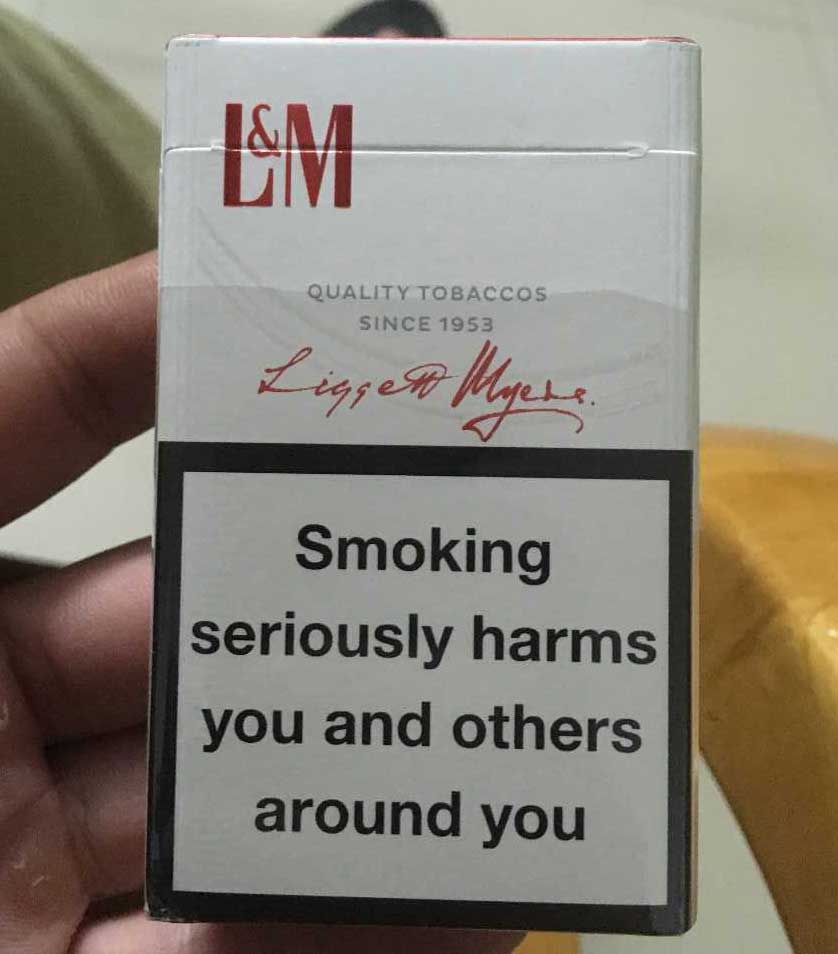 L&M
QUALITY TOBACCOS
SINCE 1953
Liggett Myers.
Smoking
seriously harms
you and others
around you